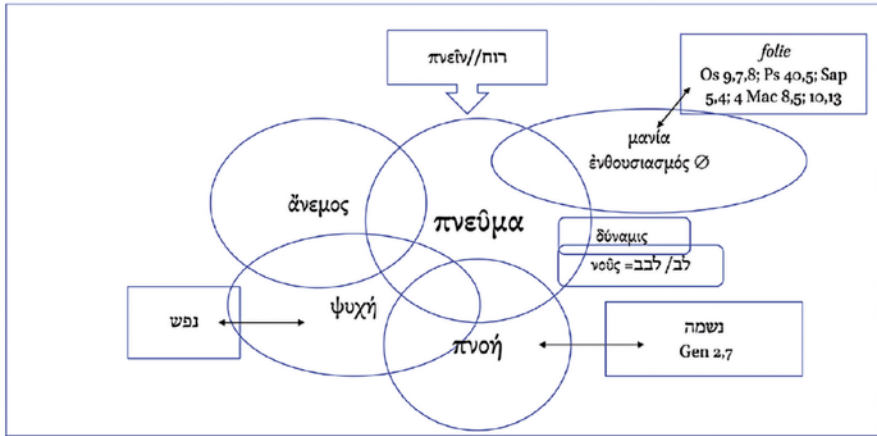 πνεῖν//רוח
folie
Os 9,7,8; Ps 40,5; Sap
5,4; 4 Mac 8,5; 10,13
μανία
ἐνθουσιασμός ∅
ἄνεμος
πνεῦμα
δύναμις
νοῦς =לב/ לבב
ψυχή
נפש
πνοή
נשמה
Gen 2,7